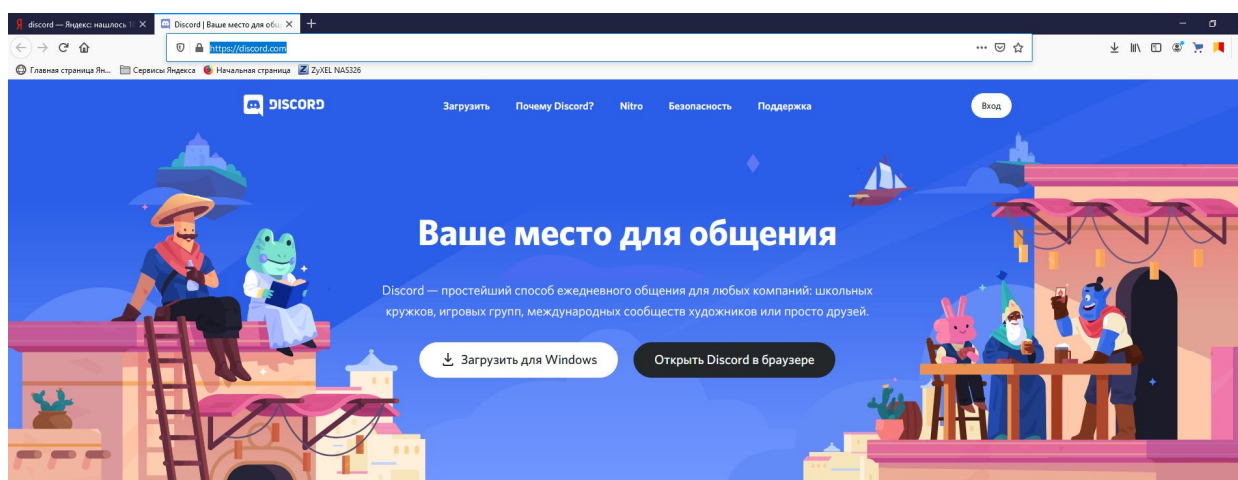 discord — Яндекс: нашлось 1
Discord | Ваше место для общ
https://discord.com
Главная страница Ян... Сервисы Яндекса Начальная страница ZyXEL NAS326
DISCORD Загрузить Почему Discord? Nitro Безопасность Поддержка Вход
Ваше место для общения
Discord — простейший способ ежедневного общения для любых компаний: школьных
кружков, игровых групп, международных сообществ художников или просто друзей.
Загрузить для Windows Открыть Discord в браузере